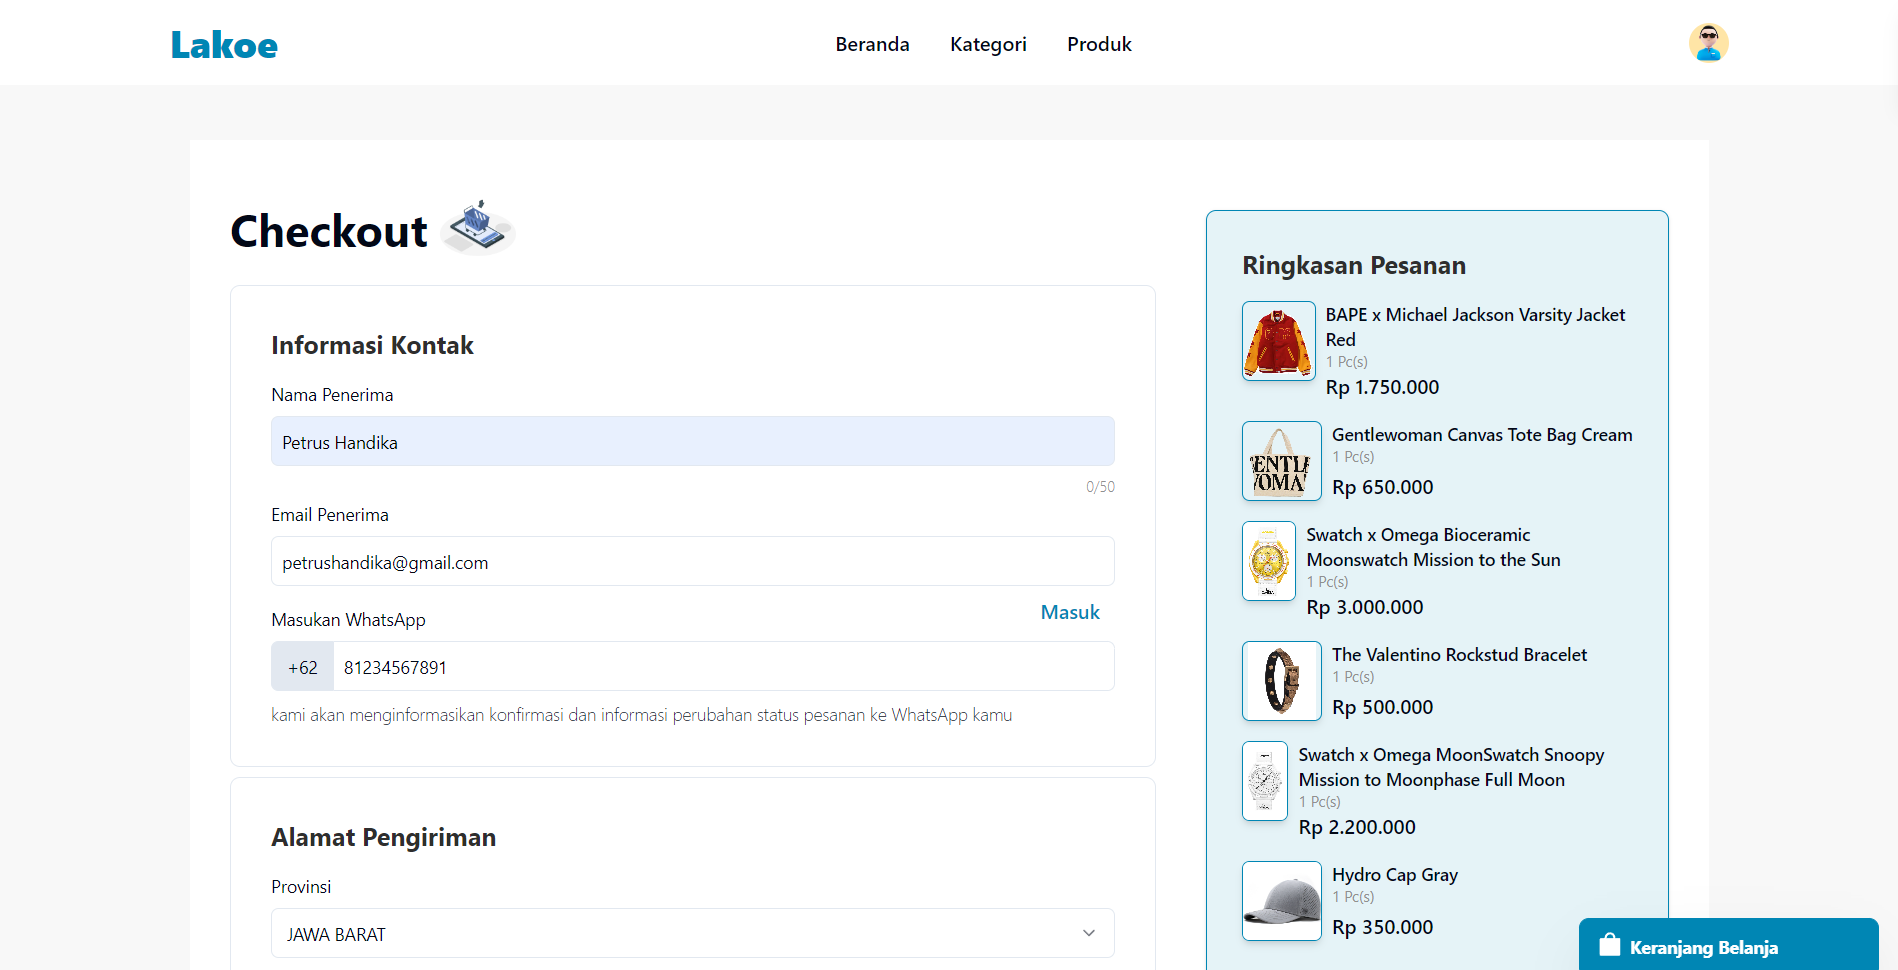 Lakoe
Beranda
Kategori
Produk
Checkout
Informasi Kontak
Nama Penerima
Petrus Handika
0/50
Email Penerima
petrushandika@gmail.com
Masukan WhatsApp
Masuk
+62
81234567891
kami akan menginformasikan konfirmasi dan informasi perubahan status pesanan ke WhatsApp kamu
Alamat Pengiriman
Provinsi
JAWA BARAT
Ringkasan Pesanan
BAPE x Michael Jackson Varsity Jacket
Red
1 Pc(s)
Rp 1.750.000
ENTL
VOMA
Gentlewoman Canvas Tote Bag Cream
1 Pc(s)
Rp 650.000
Swatch x Omega Bioceramic
Moonswatch Mission to the Sun
1 Pc(s)
Rp 3.000.000
The Valentino Rockstud Bracelet
1 Pc(s)
Rp 500.000
Swatch x Omega MoonSwatch Snoopy
Mission to Moonphase Full Moon
1 Pc(s)
Rp 2.200.000
Hydro Cap Gray
1 Pc(s)
Rp 350.000
Keranjang Belanja